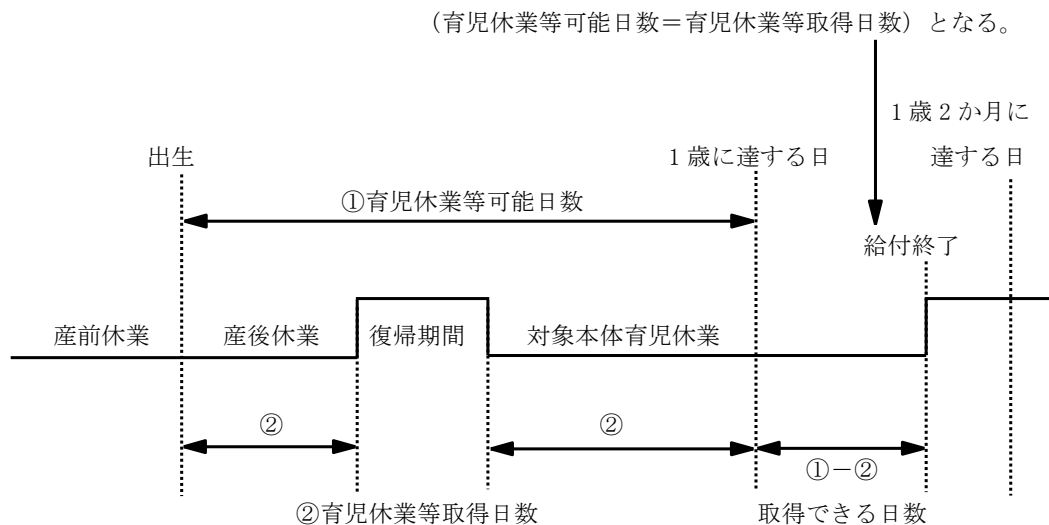 （育児休業等可能日数＝育児休業等取得日数）となる。
1歳2か月に
達する日
出生
1歳に達する日
①育児休業等可能日数
給付終了
産前休業
産後休業
復帰期間
対象本体育児休業
②
②
①－②
②育児休業等取得日数
取得できる日数